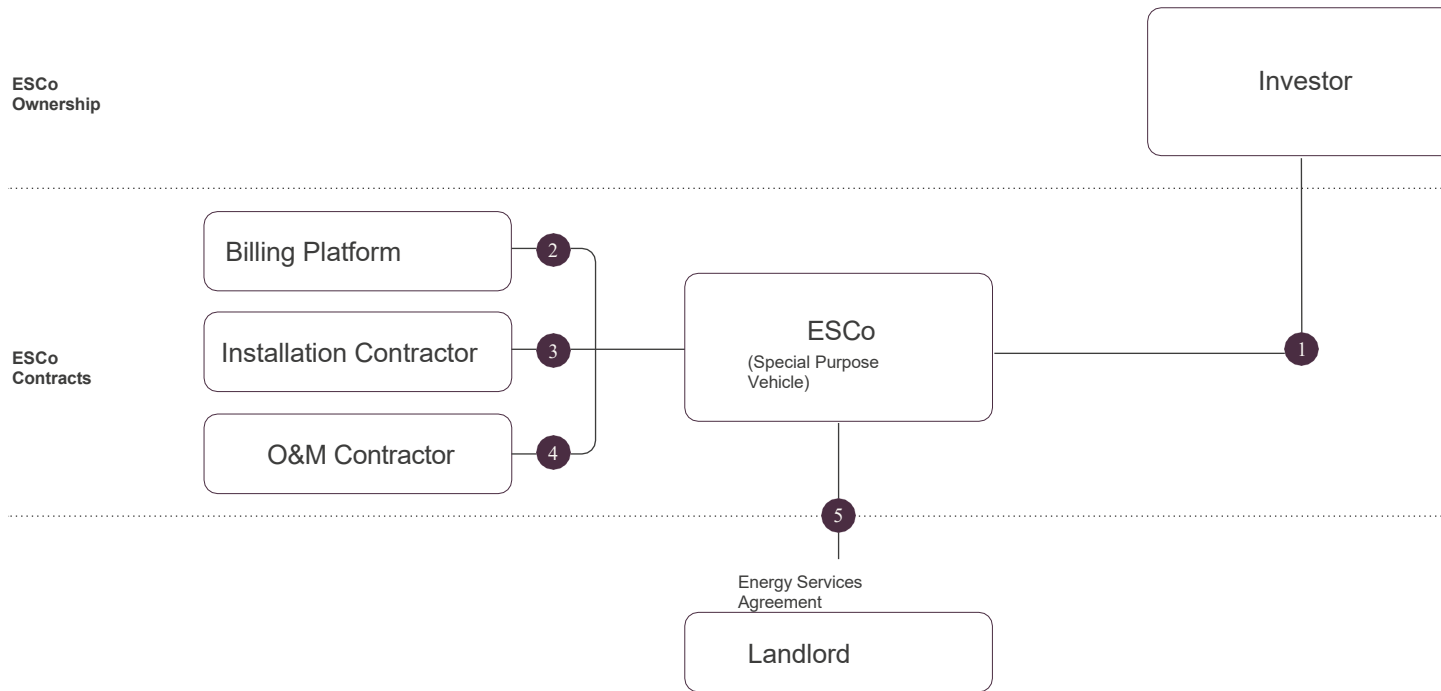 ESCo
Ownership
Investor
Billing Platform
2
ESCo
(Special Purpose
Vehicle)
ESCo
Contracts
Installation Contractor
3
1
O&M Contractor
4
5
Energy Services
Agreement
Landlord